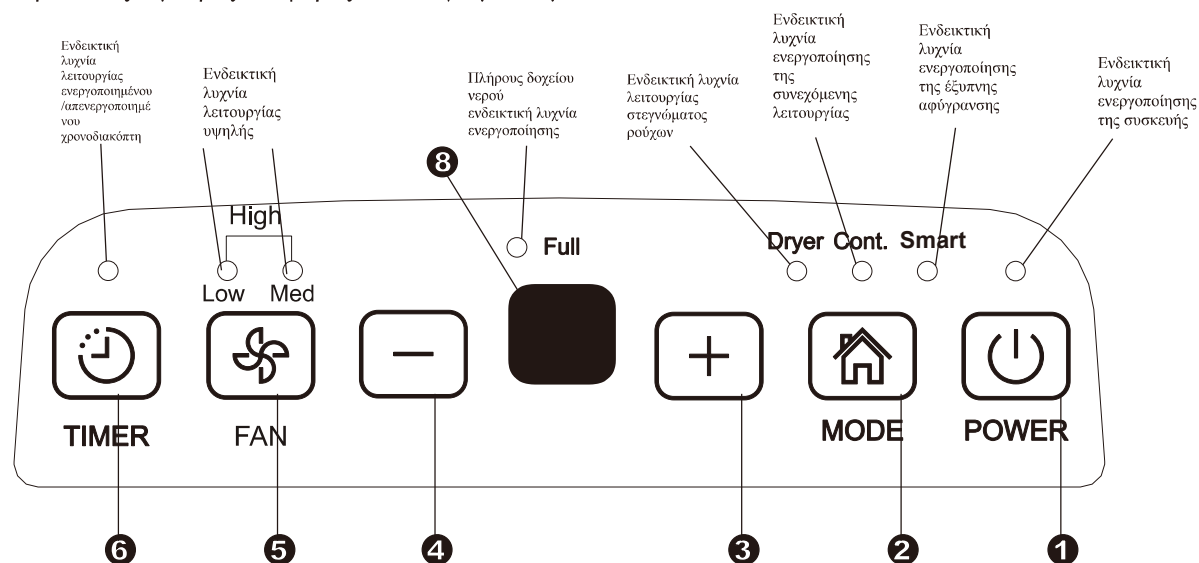 Ενδεικτική
λυχνία
λειτουργίας
ενεργοποιημένου
/απενεργοποιημέ
νου
χρονοδιακόπτη
Ενδεικτική
λυχνία
λειτουργίας
υψηλής
Πλήρους δοχείου
νερού
ενδεικτική λυχνία
ενεργοποίησης
Ενδεικτική λυχνία
λειτουργίας
στεγνώματος
ρούχων
Ενδεικτική
λυχνία
ενεργοποίησης
της
συνεχόμενης
λειτουργίας
Ενδεικτική
λυχνία
ενεργοποίησης
της έξυπνης
αφύγρανσης
Ενδεικτική
λυχνία
ενεργοποίησης
της συσκευής
8
High
Full
Dryer Cont. Smart
Low Med
TIMER FAN MODE POWER
6 5 4 3 2 1